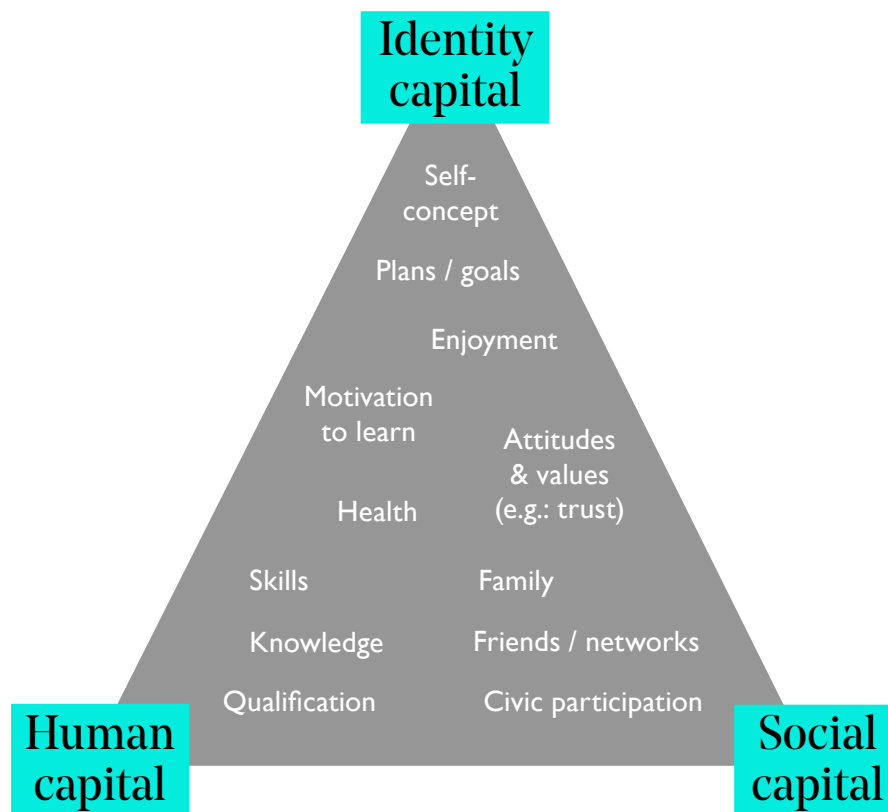 Identity
capital
Self-
concept
Plans / goals
Enjoyment
Motivation
to learn
Attitudes
& values
(e.g.: trust)
Health
Skills
Family
Knowledge
Friends / networks
Qualification
Civic participation
Human
capital
Social
capital